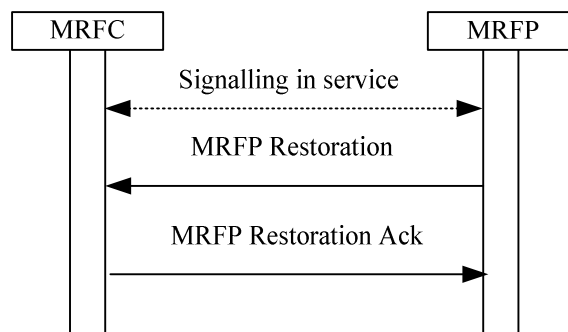 MRFC
MRFP
Signalling in service
MRFP Restoration
MRFP Restoration Ack